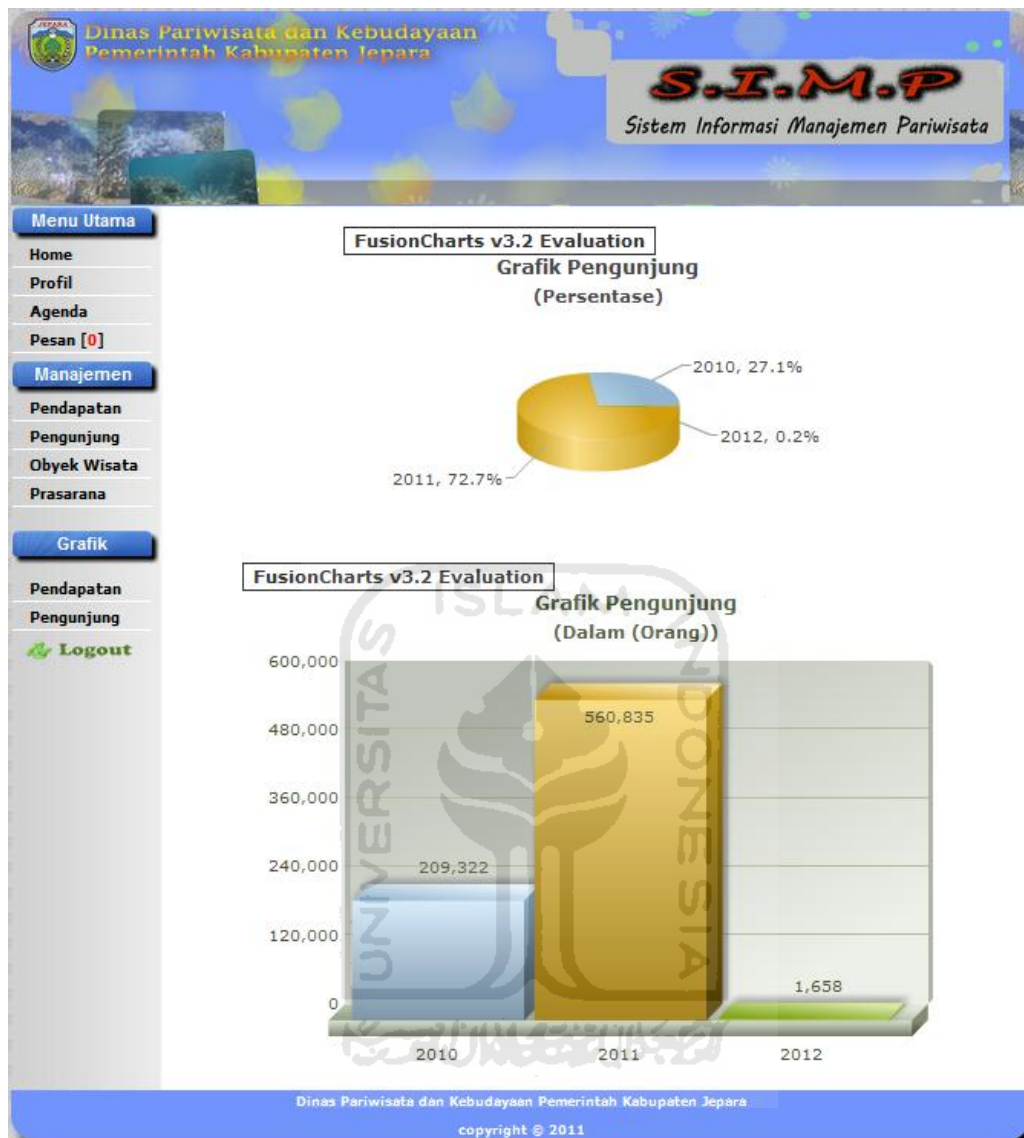 JEPARA
Dinas Pariwisata dan Kebudayaan
Pemerintah Kabupaten Jepara
S.I.M.P
Sistem Informasi Manajemen Pariwisata
Menu Utama
Home
Profil
Agenda
Pesan [0]
Manajemen
Pendapatan
Pengunjung
Obyek Wisata
Prasarana
Grafik
Pendapatan
Pengunjung
Logout
FusionCharts v3.2 Evaluation
Grafik Pengunjung
(Persentase)
2010, 27.1%
2012, 0.2%
2011, 72.7%
FusionCharts v3.2 Evaluation
Grafik Pengunjung
(Dalam (Orang))
600,000
480,000
360,000
240,000
120,000
0
209,322
560,835
1,658
2010
2011
2012
UNIVERSITAS
ISLAM
INDONESIA
Dinas Pariwisata dan Kebudayaan Pemerintah Kabupaten Jepara
copyright © 2011